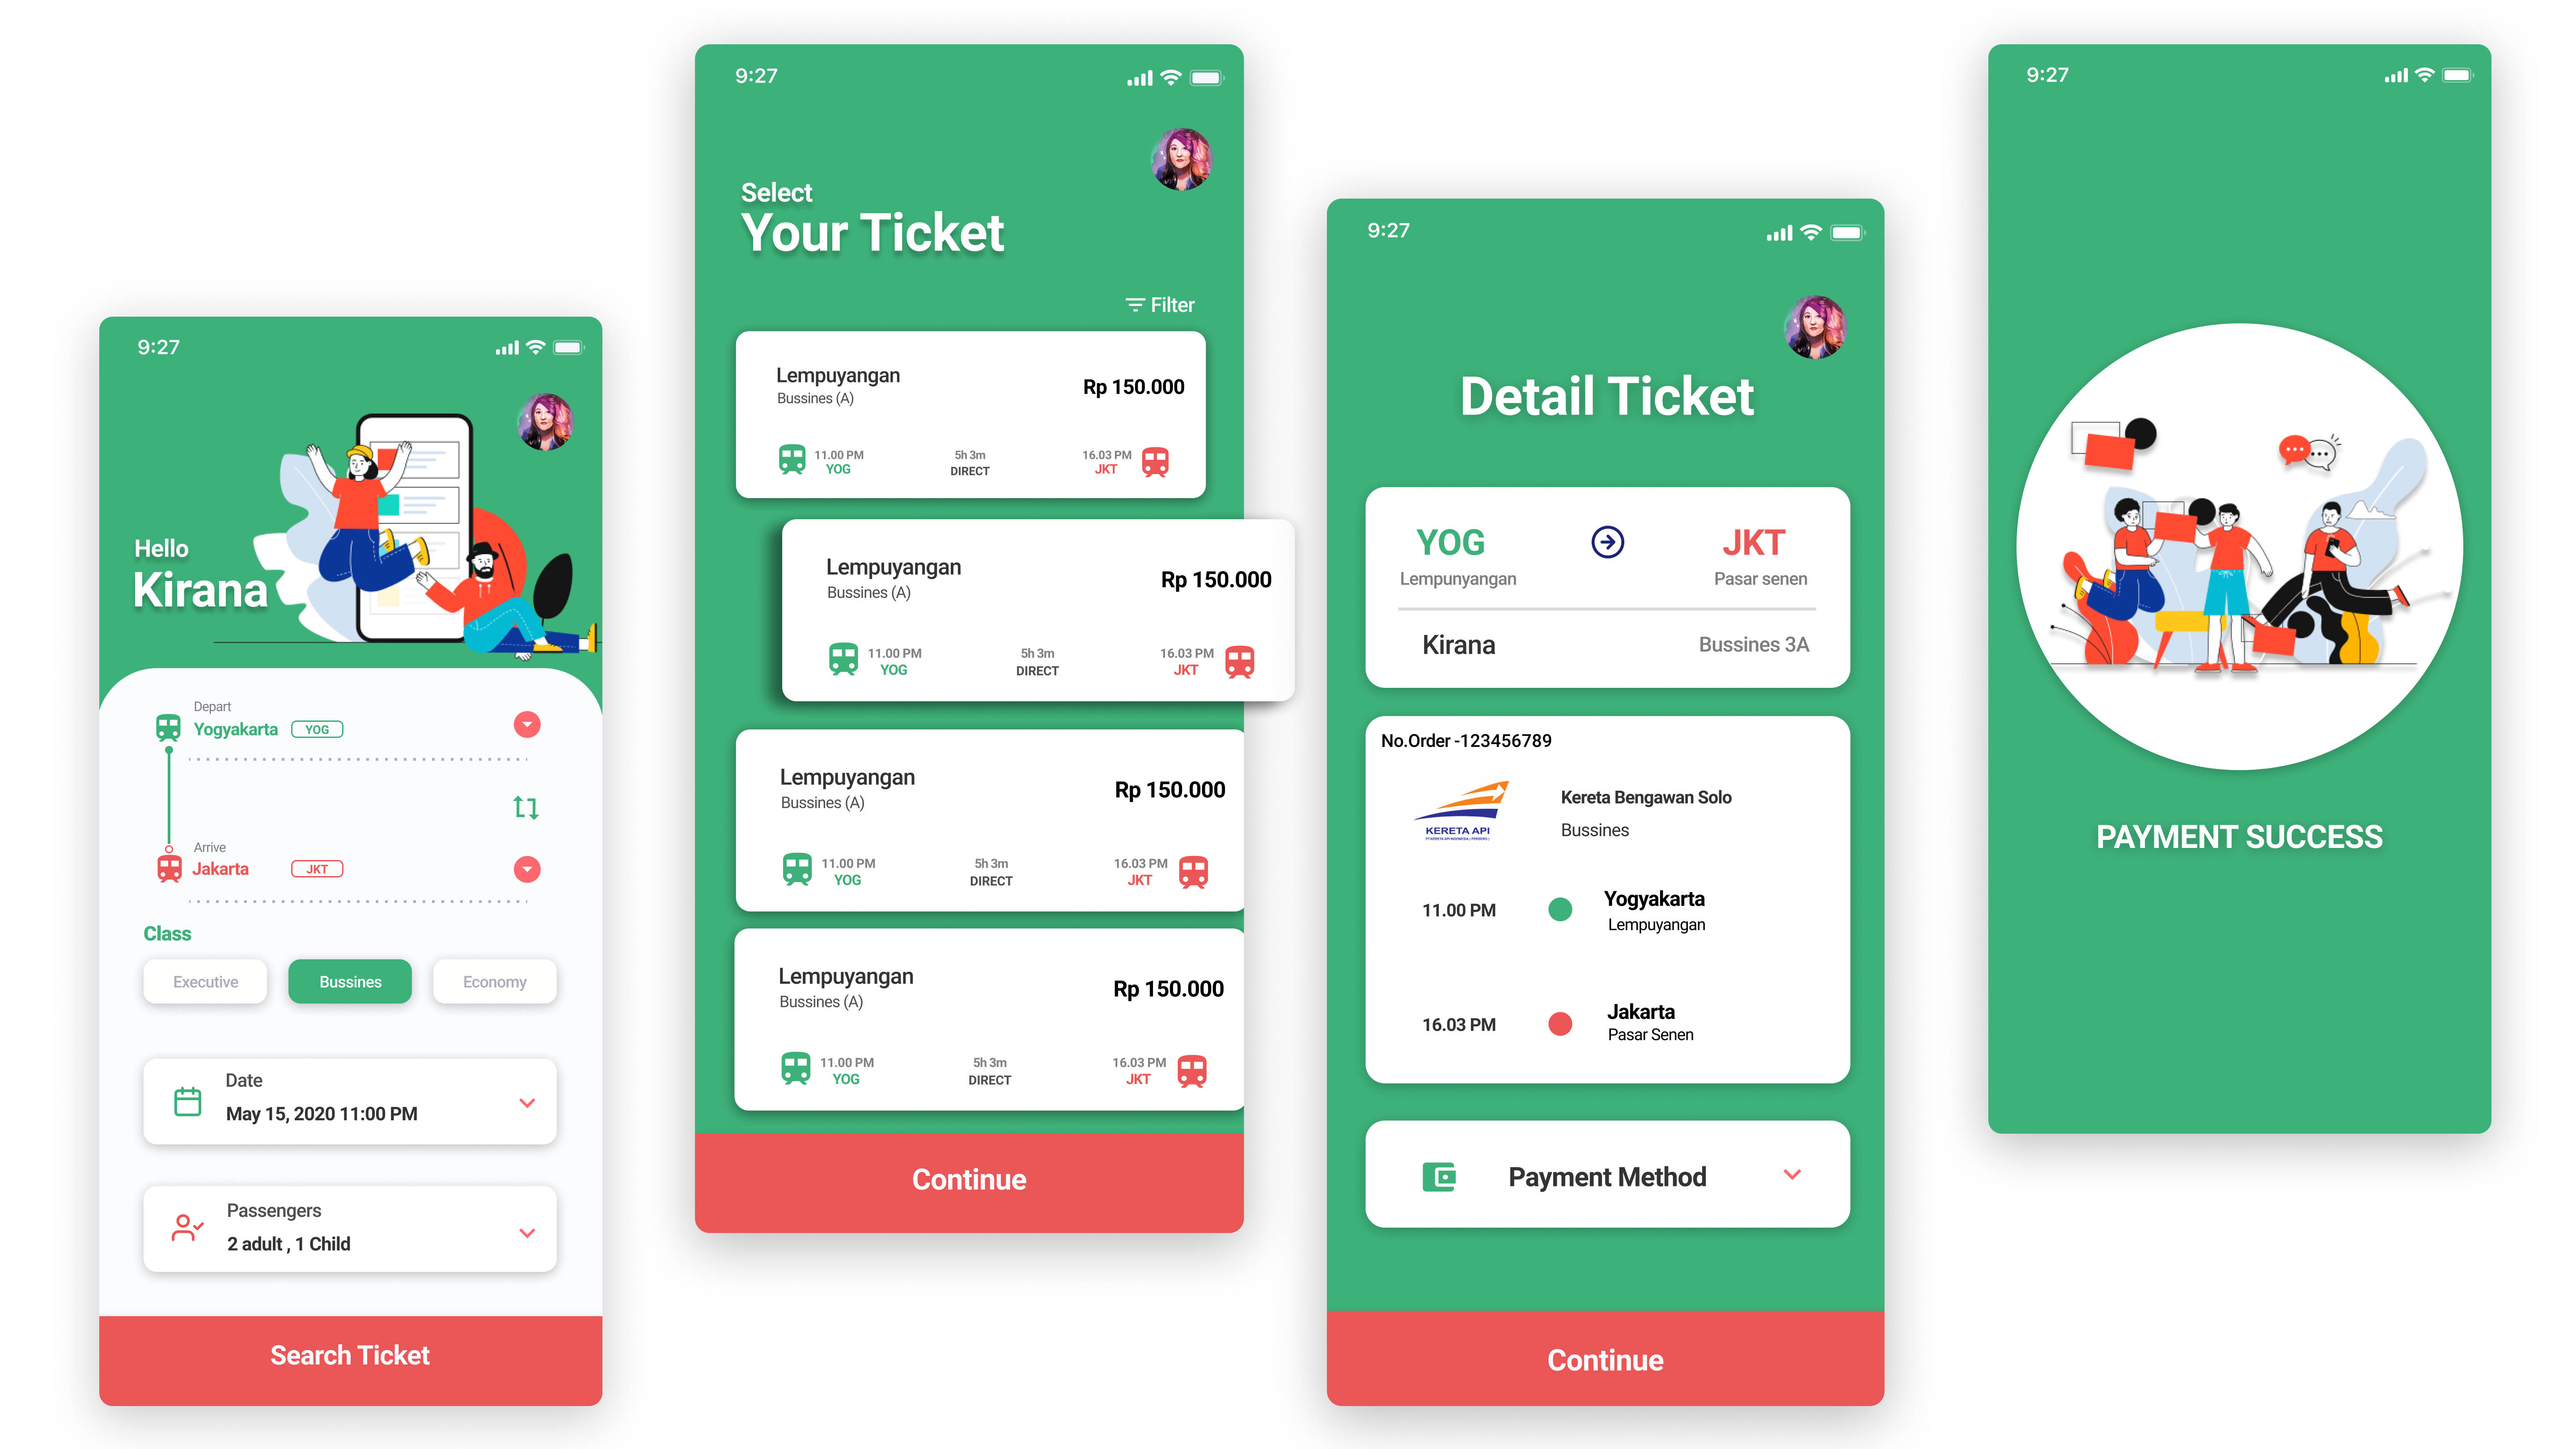 9:27
Hello
Kirana
Depart
Yogyakarta YOG
Arrive
Jakarta JKT
Class
Executive Bussines Economy
Date
May 15, 2020 11:00 PM
Passengers
2 adult , 1 Child
Search Ticket
9:27
Select
Your Ticket
Filter
Lempuyangan
Bussines (A)
Rp 150.000
11.00 PM 5h 3m 16.03 PM
YOG DIRECT JKT
Lempuyangan
Bussines (A)
Rp 150.000
11.00 PM 5h 3m 16.03 PM
YOG DIRECT JKT
Lempuyangan
Bussines (A)
Rp 150.000
11.00 PM 5h 3m 16.03 PM
YOG DIRECT JKT
Lempuyangan
Bussines (A)
Rp 150.000
11.00 PM 5h 3m 16.03 PM
YOG DIRECT JKT
Continue
9:27
Detail Ticket
YOG JKT
Lempunyangan Pasar senen
Kirana Bussines 3A
No.Order -123456789
KERETA API
PT KERETA API INDONESIA ( PERSERO )
Kereta Bengawan Solo
Bussines
11.00 PM Yogyakarta
Lempuyangan
16.03 PM Jakarta
Pasar Senen
Payment Method
Continue
9:27
PAYMENT SUCCESS